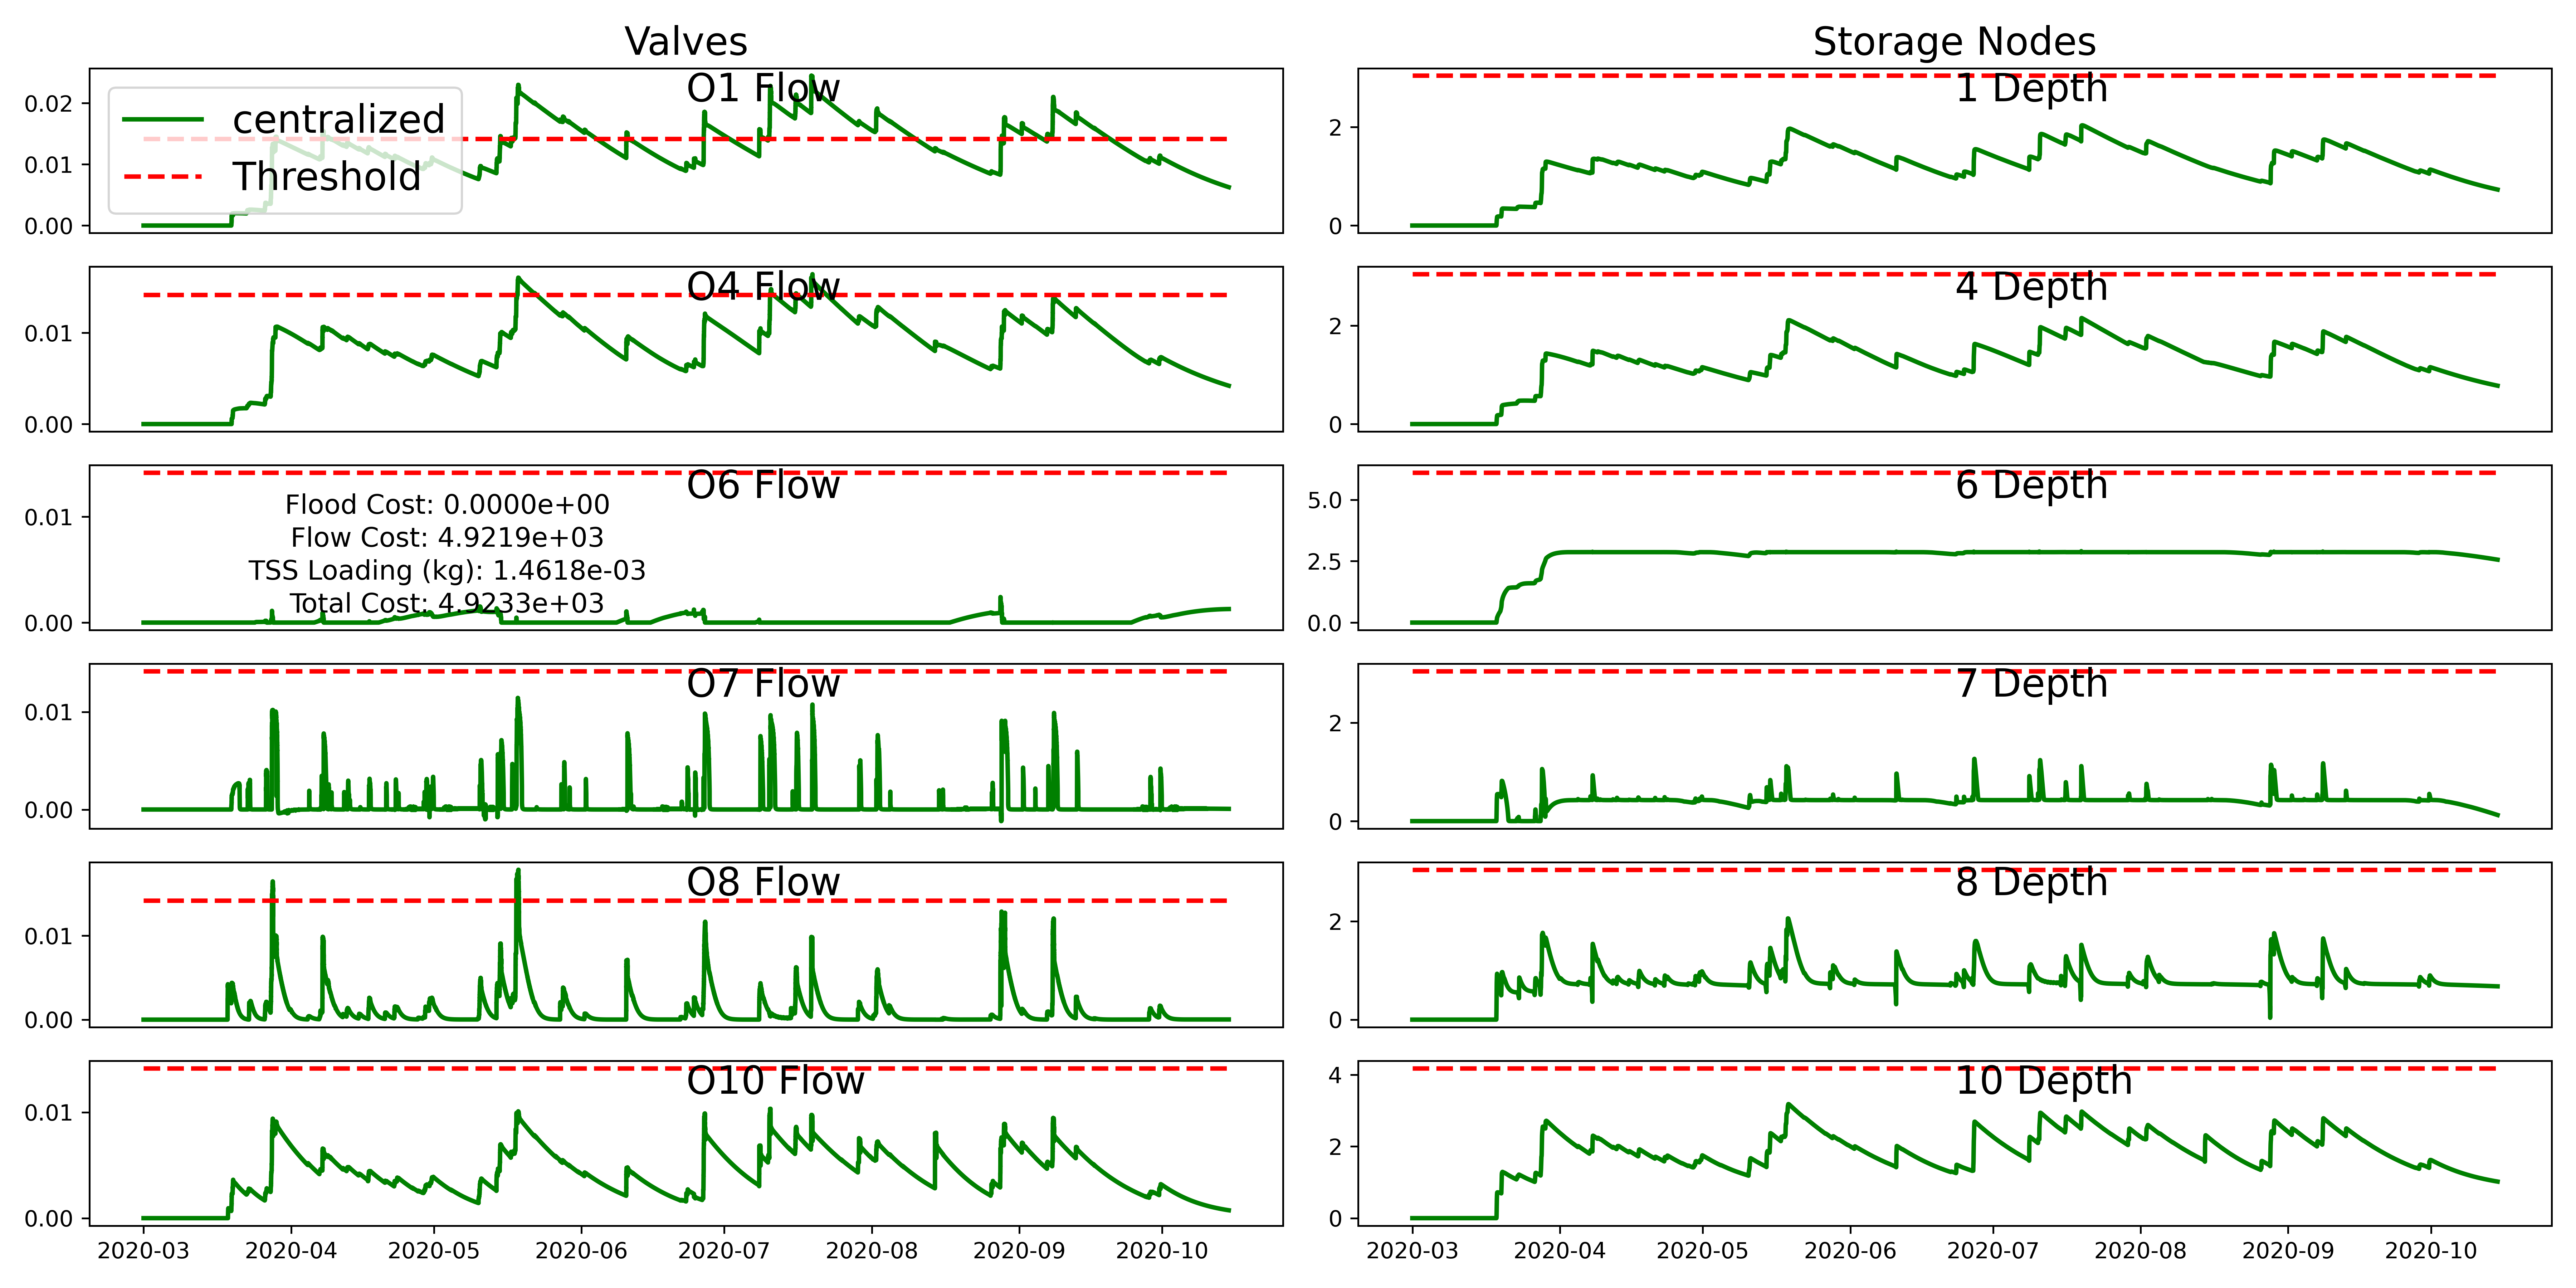 Valves
Storage Nodes
O1 Flow
centralized
Threshold
0.02
0.01
0.00
1 Depth
2
0
O4 Flow
0.01
0.00
4 Depth
2
0
O6 Flow
0.01
0.00
Flood Cost: 0.0000e+00
Flow Cost: 4.9219e+03
TSS Loading (kg): 1.4618e-03
Total Cost: 4.9233e+03
6 Depth
5.0
2.5
0.0
O7 Flow
0.01
0.00
7 Depth
2
0
O8 Flow
0.01
0.00
8 Depth
2
0
O10 Flow
0.01
0.00
10 Depth
4
2
0
2020-03 2020-04 2020-05 2020-06 2020-07 2020-08 2020-09 2020-10
2020-03 2020-04 2020-05 2020-06 2020-07 2020-08 2020-09 2020-10